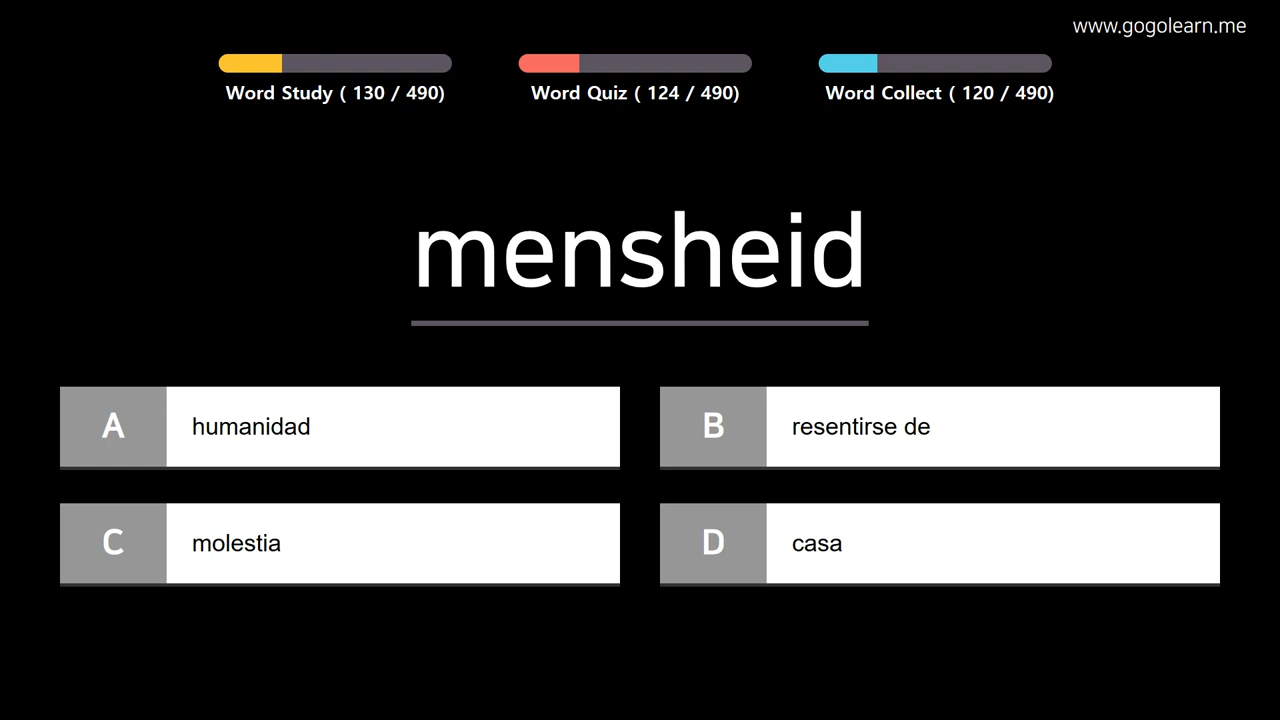 www.gogolearn.me
Word Study ( 130 / 490)
Word Quiz ( 124 / 490)
Word Collect ( 120 / 490)
mensheid
A humanidad
B resentirse de
C molestia
D casa